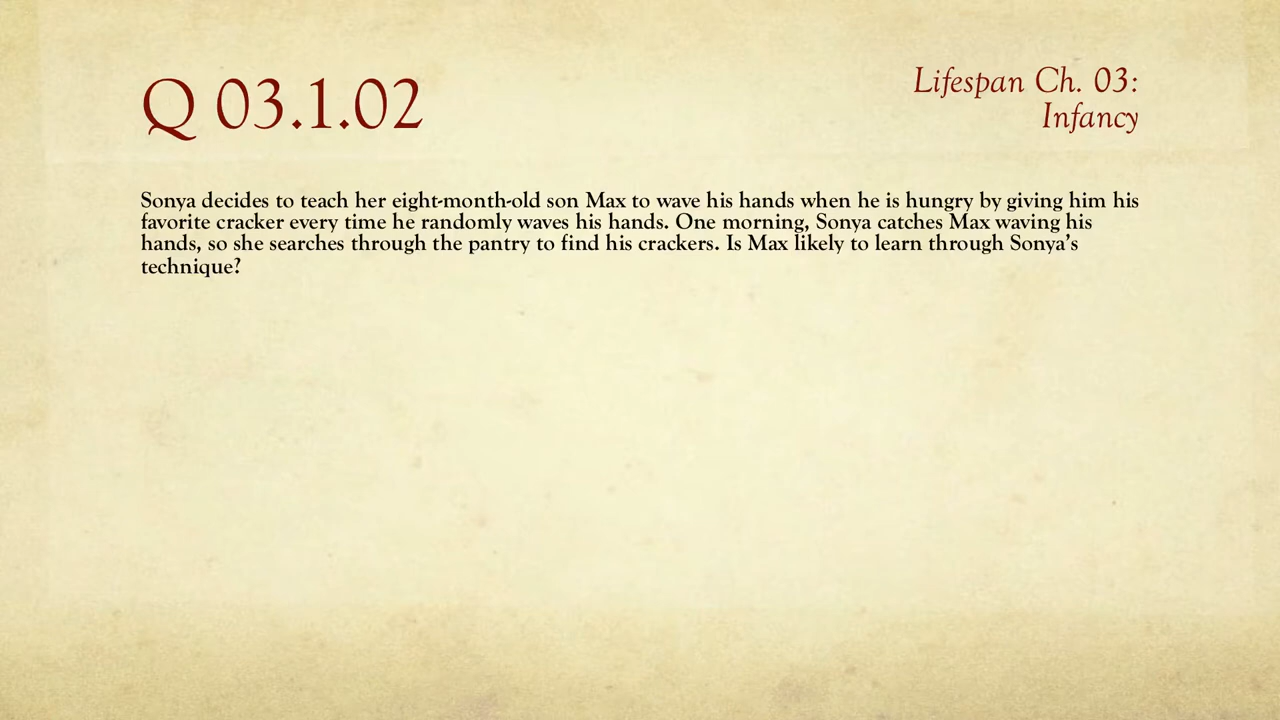 Q 03.1.02
Lifespan Ch. 03:
Infancy
Sonya decides to teach her eight-month-old son Max to wave his hands when he is hungry by giving him his
favorite cracker every time he randomly waves his hands. One morning, Sonya catches Max waving his
hands, so she searches through the pantry to find his crackers. Is Max likely to learn through Sonya’s
technique?